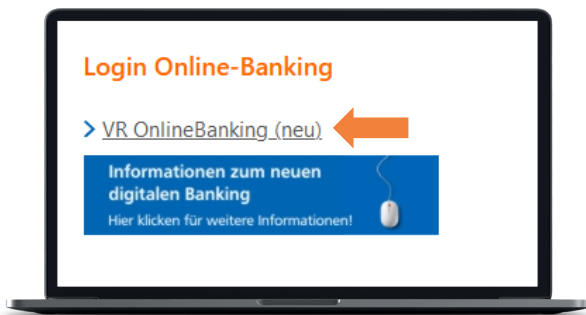 Login Online-Banking
VR OnlineBanking (neu)
Informationen zum neuen
digitalen Banking
Hier klicken für weitere Informationen!